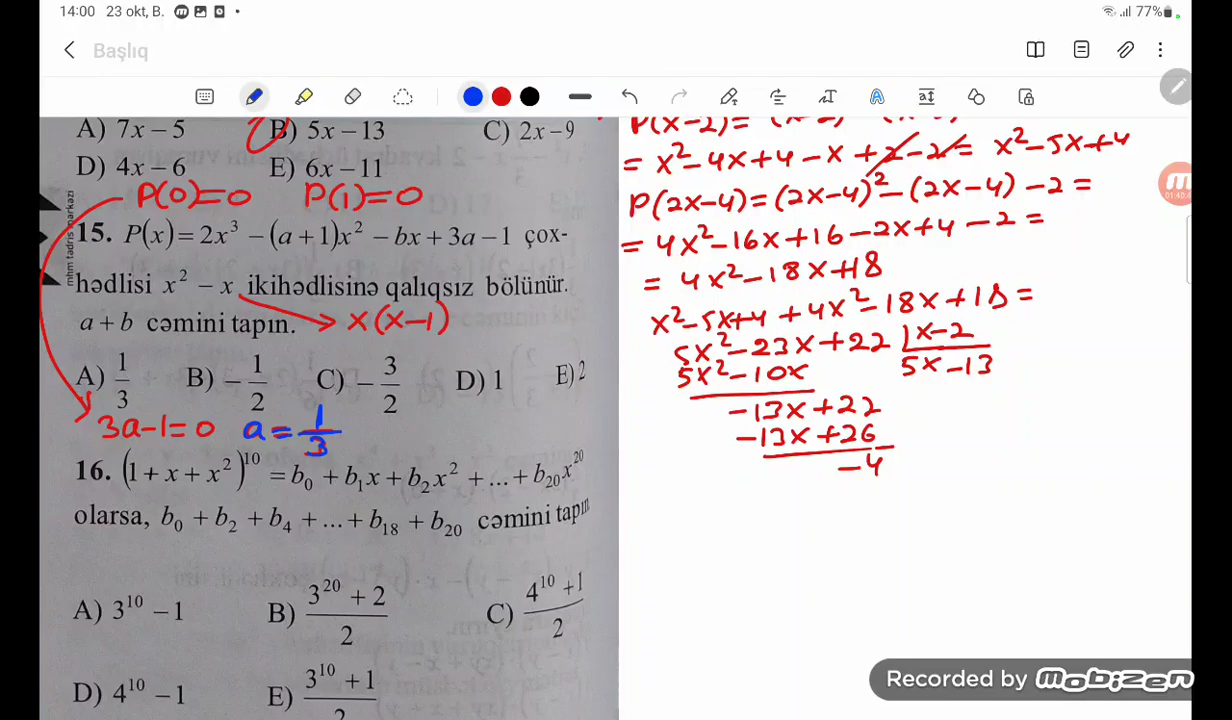 14:00 23 okt, B.
77%
Başlıq
A) 7x − 5 B) 5x − 13 C) 2x − 9
D) 4x − 6 E) 6x − 11
P(0)=0 P(1)=0
mhm tədris mərkəzi
15. P(x) = 2x³ − (a + 1)x² − bx + 3a − 1 çox-
hədlisi x² − x ikihədlisinə qalıqsız bölünür.
a + b cəmini tapın.
x(x−1)
A) 1/3 B) −1/2 C) −3/2 D) 1 E) 2
3a−1=0 a = 1/3
16. (1 + x + x²)¹⁰ = b₀ + b₁x + b₂x² + ... + b₂₀x²⁰
olarsa, b₀ + b₂ + b₄ + ... + b₁₈ + b₂₀ cəmini tapın
A) 3¹⁰ − 1 B) (3²⁰ + 2)/2 C) (4¹⁰ + 1)/2
D) 4¹⁰ − 1 E) (3¹⁰ + 1)/2
= x²−4x+4−x+2−2= x²−5x+4
P(2x−4)=(2x−4)²−(2x−4)−2=
= 4x²−16x+16−2x+4−2=
= 4x²−18x+18
x²−5x+4+4x²−18x+18=
5x²−23x+22 x−2
5x²−10x 5x−13
−13x+22
−13x+26
−4
1:40:4
Recorded by mobizen